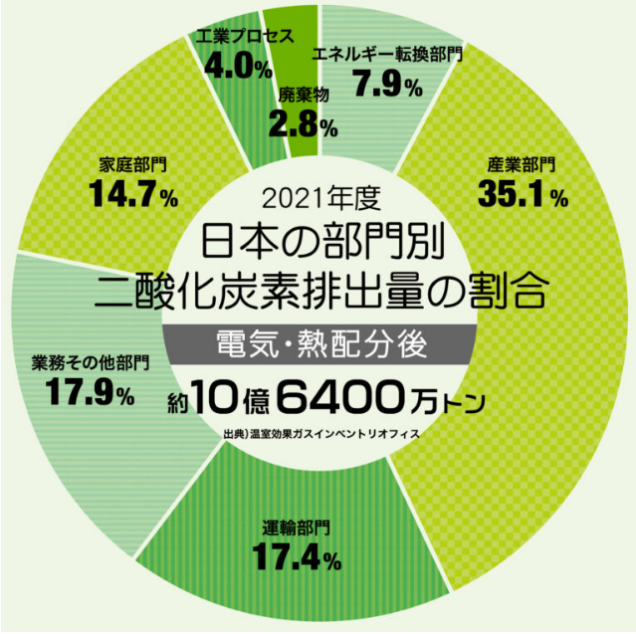 工業プロセス
4.0%
廃棄物
2.8%
エネルギー転換部門
7.9%
産業部門
35.1%
家庭部門
14.7%
2021年度
日本の部門別
二酸化炭素排出量の割合
電気・熱配分後
約10億6400万トン
出典)温室効果ガスインベントリオフィス
業務その他部門
17.9%
運輸部門
17.4%